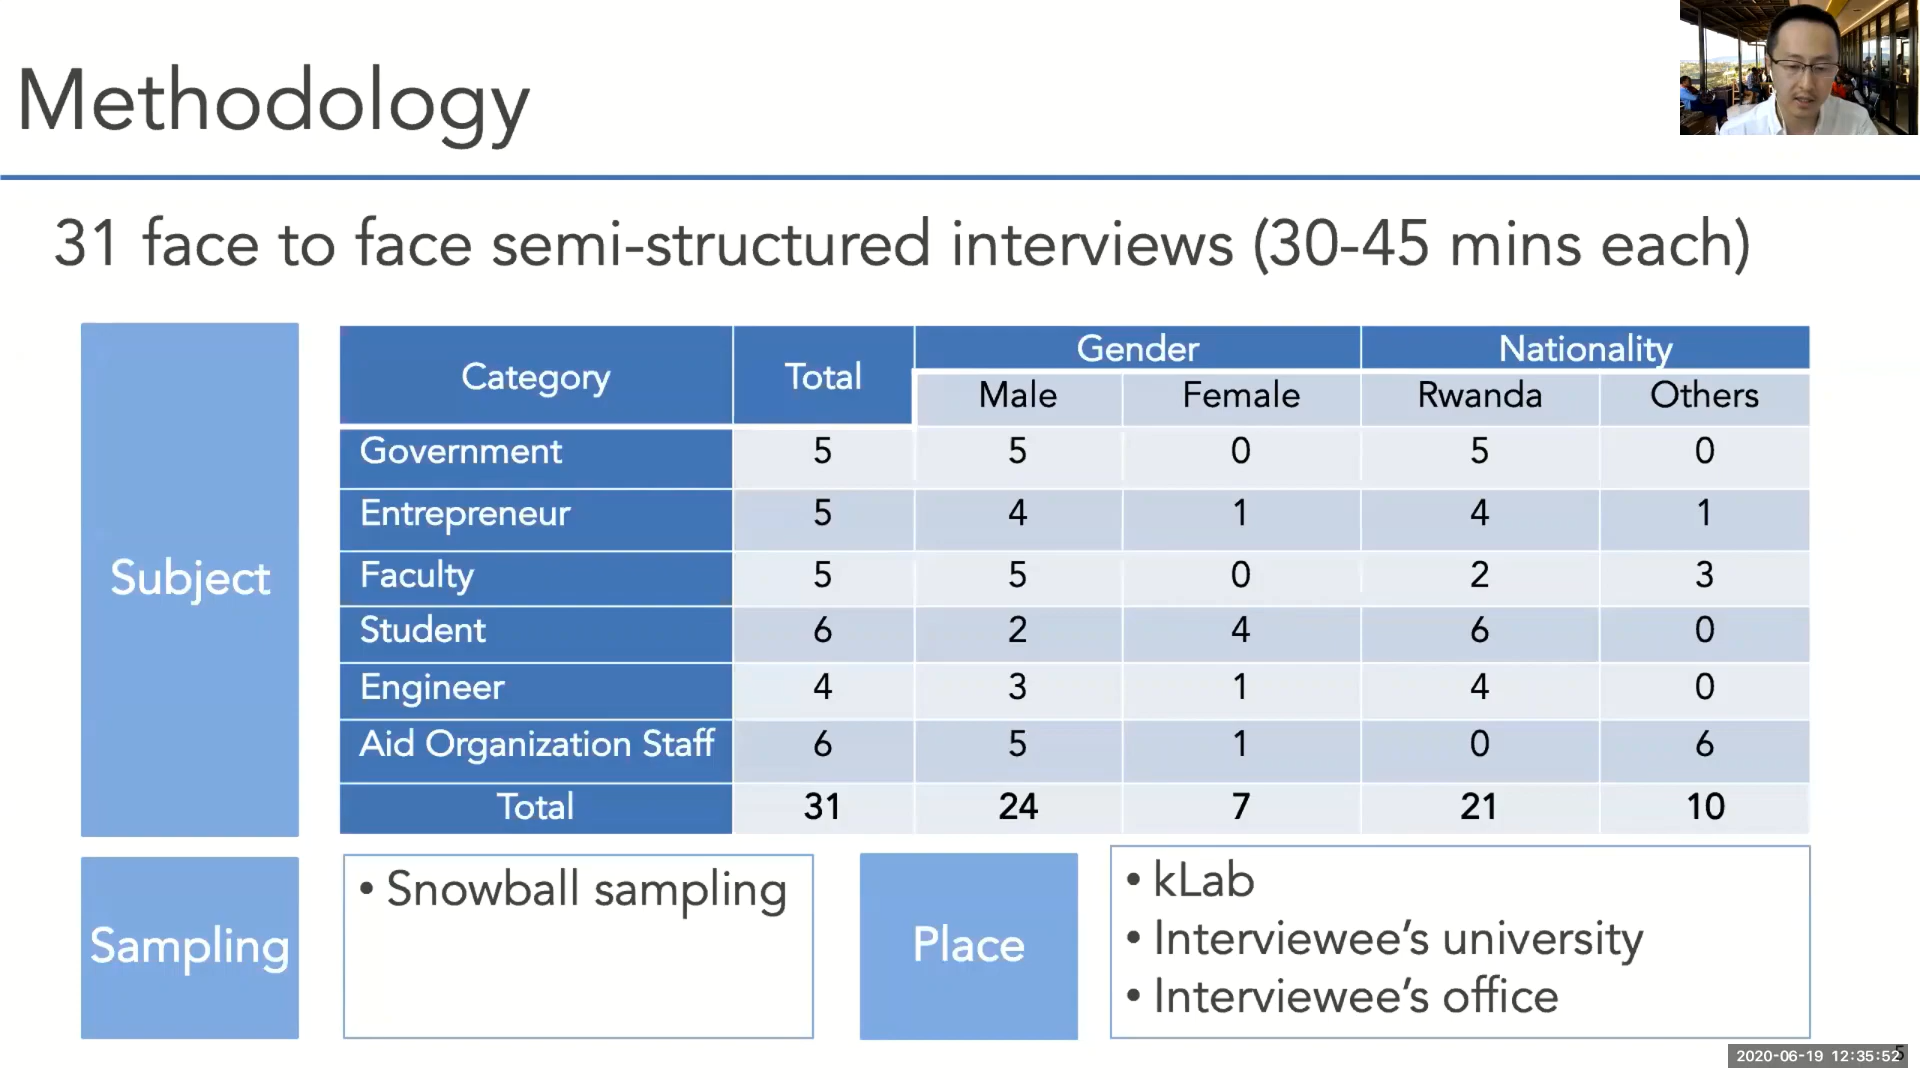 Methodology
31 face to face semi-structured interviews (30-45 mins each)
Subject
Category Total Gender Nationality
Male Female Rwanda Others
Government 5 5 0 5 0
Entrepreneur 5 4 1 4 1
Faculty 5 5 0 2 3
Student 6 2 4 6 0
Engineer 4 3 1 4 0
Aid Organization Staff 6 5 1 0 6
Total 31 24 7 21 10
Sampling
• Snowball sampling
Place
• kLab
• Interviewee’s university
• Interviewee’s office
2020-06-19 12:35:52
5